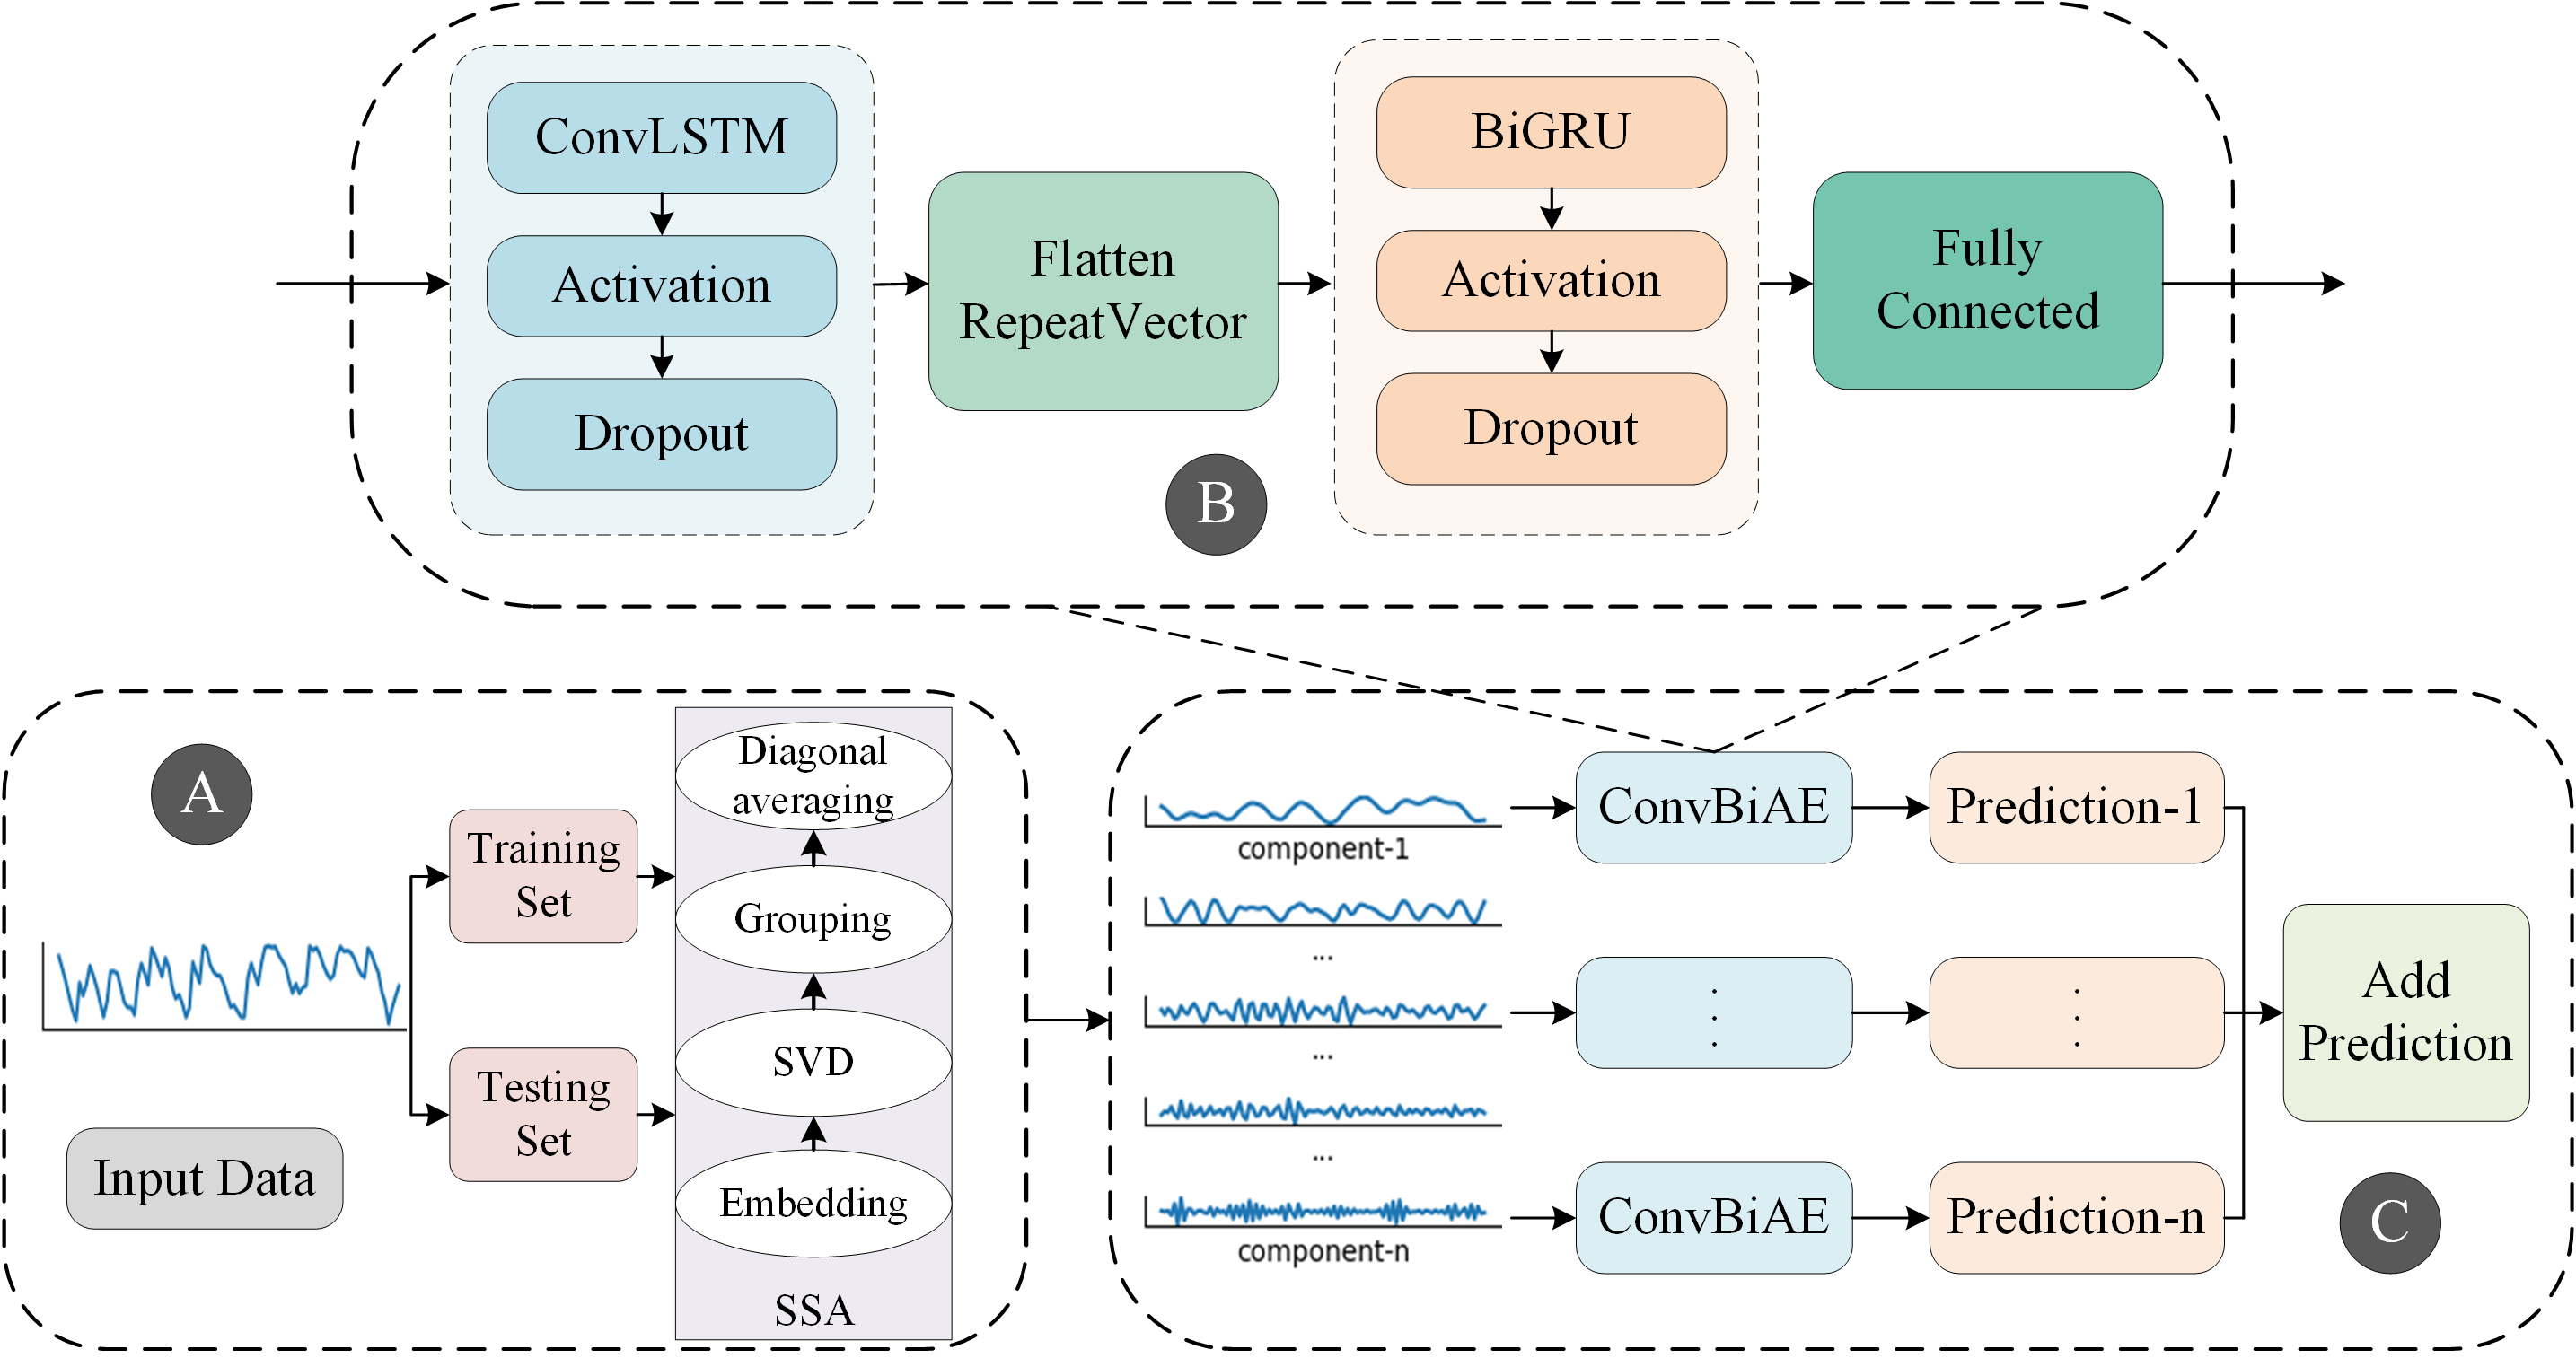 ConvLSTM
Activation
Dropout
Flatten
RepeatVector
BiGRU
Activation
Dropout
Fully
Connected
B
A
Input Data
Training
Set
Testing
Set
Diagonal
averaging
Grouping
SVD
Embedding
SSA
component-1
...
...
...
component-n
ConvBiAE
Prediction-1
ConvBiAE
Prediction-n
Add
Prediction
C